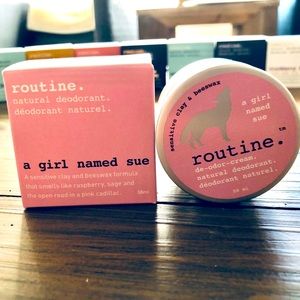 routine.
natural deodorant.
déodorant naturel.
a girl named sue
A sensitive clay and beeswax formula
that smells like raspberry, sage and
the open road in a pink cadillac.
58ml
sensitive clay & beeswax
a girl
named
sue
routine.™
de-odor-cream.
natural deodorant.
déodorant naturel.
58 ml